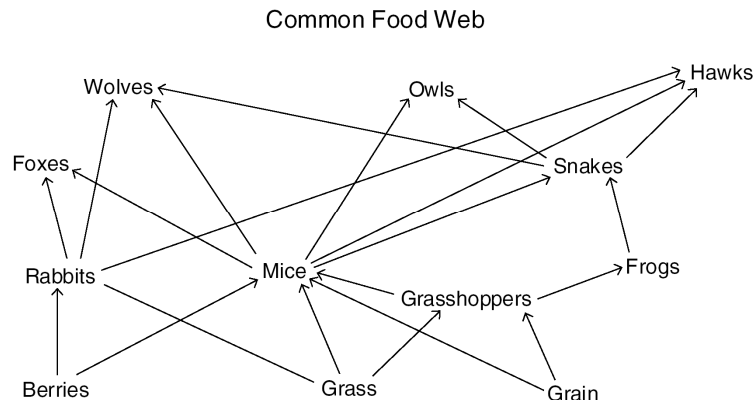 Common Food Web
Hawks
Wolves
Owls
Foxes
Snakes
Rabbits
Mice
Frogs
Grasshoppers
Berries
Grass
Grain